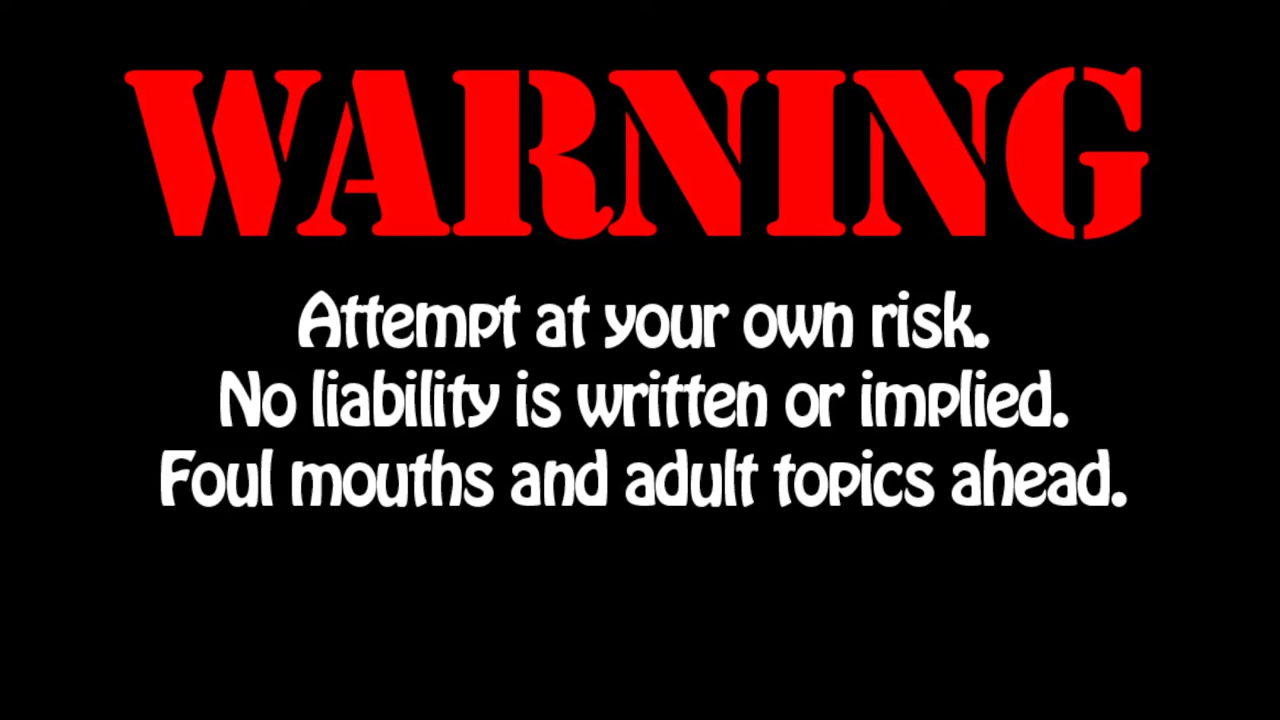 WARNING
Attempt at your own risk.
No liability is written or implied.
Foul mouths and adult topics ahead.